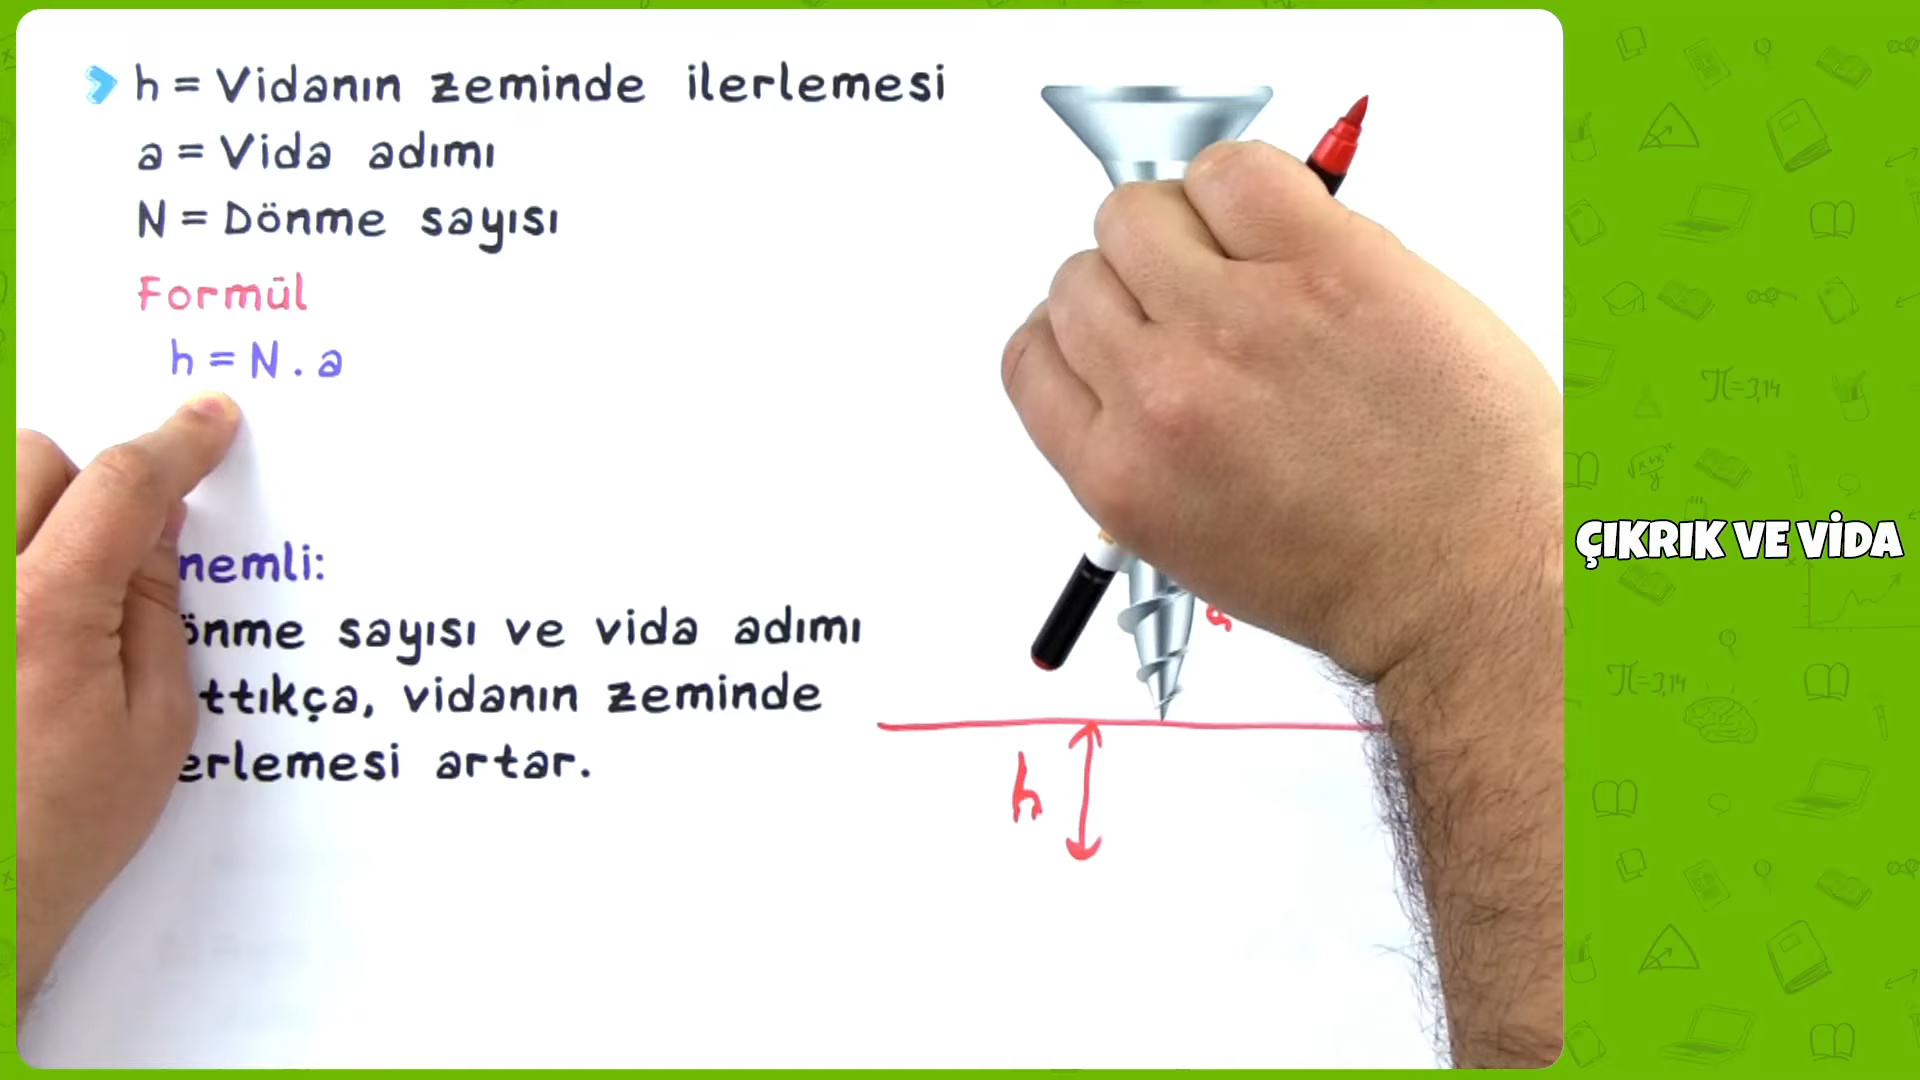 h = Vidanın zeminde ilerlemesi
a = Vida adımı
N = Dönme sayısı
Formül
h = N . a
nemli:
önme sayısı ve vida adımı
ttıkça, vidanın zeminde
erlemesi artar.
a
h
ÇIKRIK VE VİDA